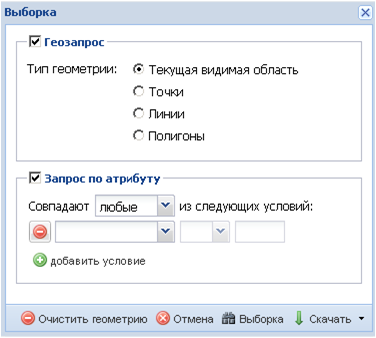 Выборка
Геозапрос
Тип геометрии:
Текущая видимая область
Точки
Линии
Полигоны
Запрос по атрибуту
Совпадают любые из следующих условий:
добавить условие
Очистить геометрию Отмена Выборка Скачать